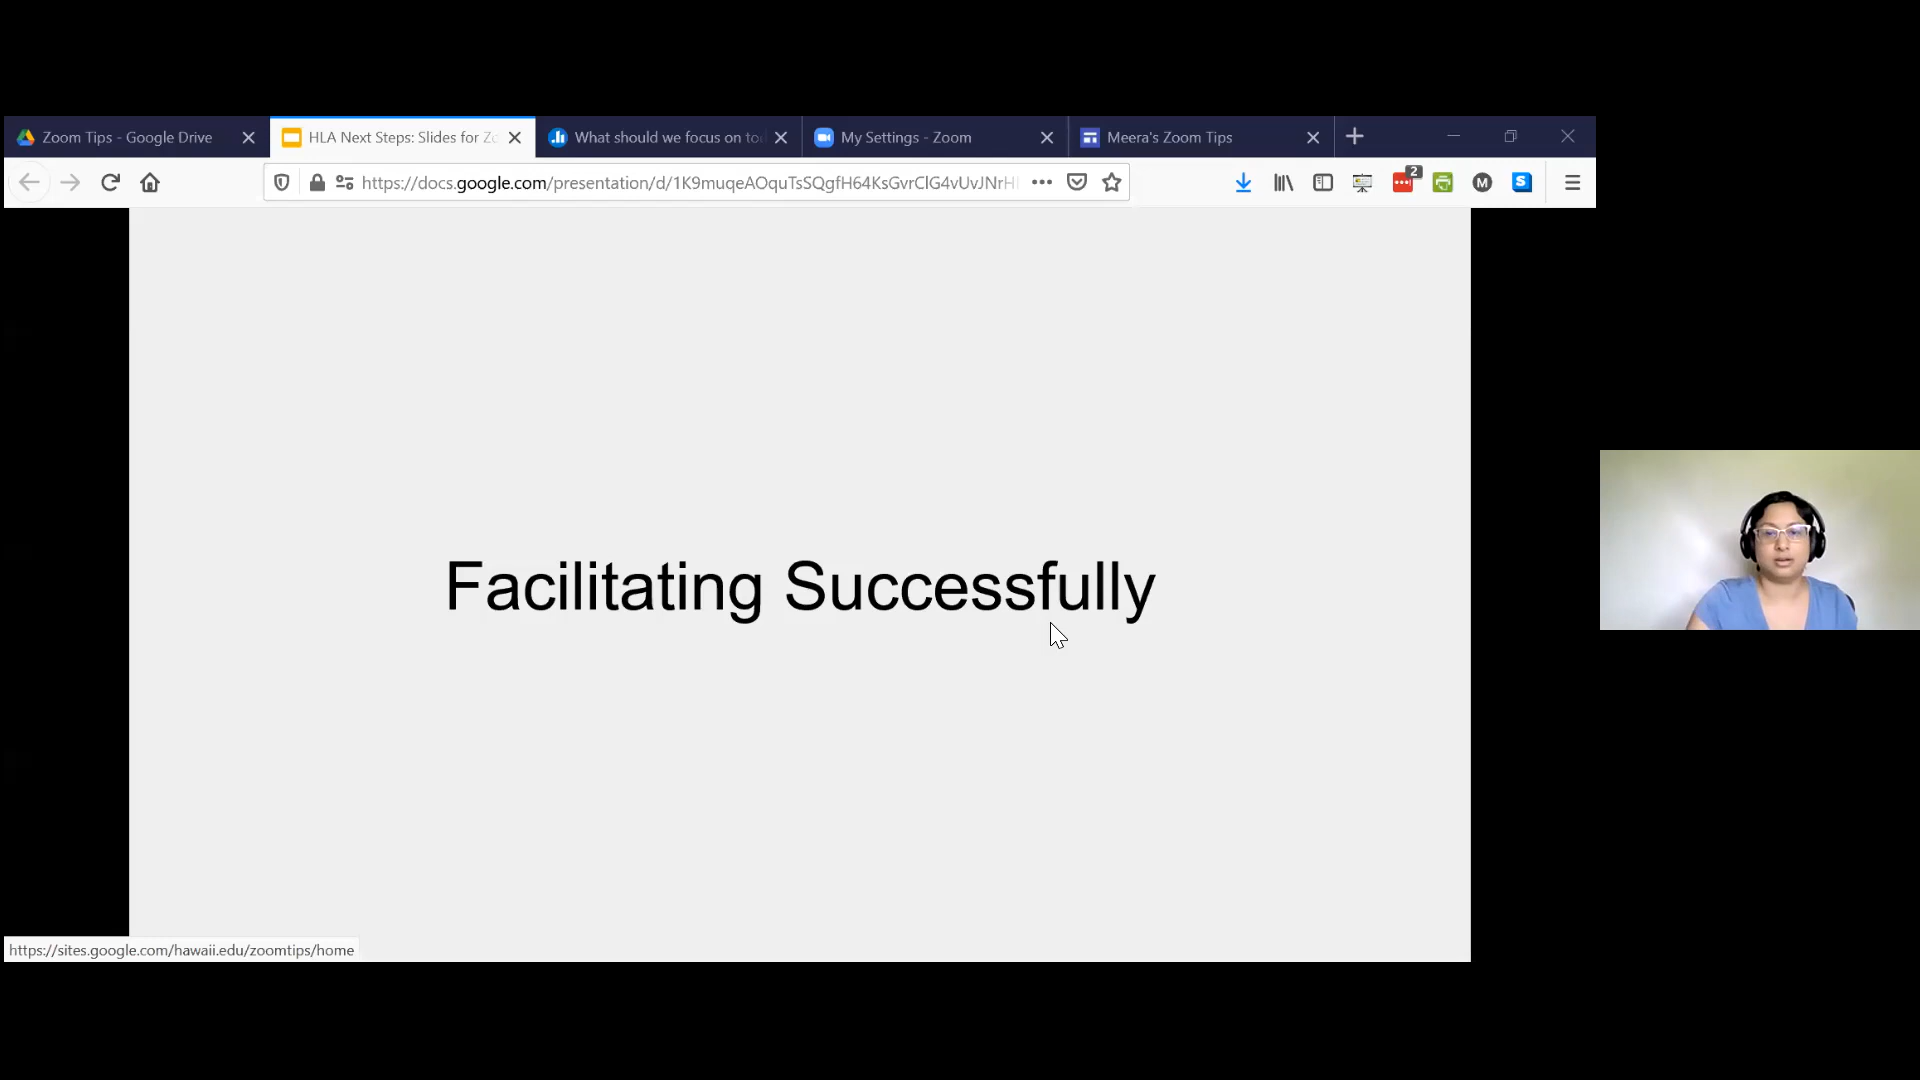 Zoom Tips - Google Drive
HLA Next Steps: Slides for Zo
What should we focus on to
My Settings - Zoom
Meera's Zoom Tips
https://docs.google.com/presentation/d/1K9muqeAOquTsSQgfH64KsGvrClG4vUvJNrH
2
M
S
Facilitating Successfully
https://sites.google.com/hawaii.edu/zoomtips/home